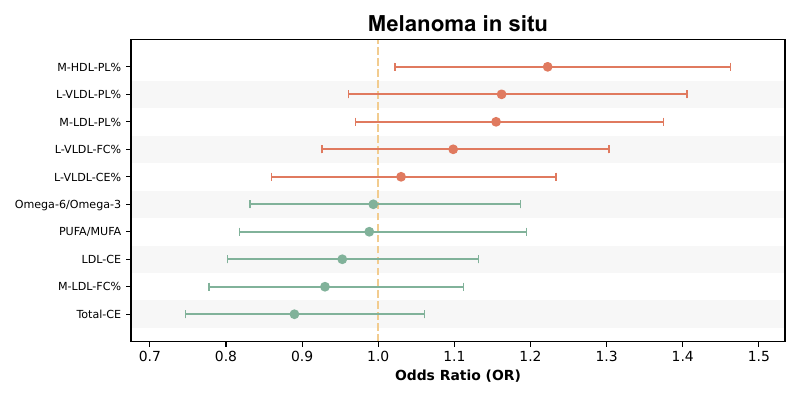 Melanoma in situ
M-HDL-PL%
L-VLDL-PL%
M-LDL-PL%
L-VLDL-FC%
L-VLDL-CE%
Omega-6/Omega-3
PUFA/MUFA
LDL-CE
M-LDL-FC%
Total-CE
0.7 0.8 0.9 1.0 1.1 1.2 1.3 1.4 1.5
Odds Ratio (OR)